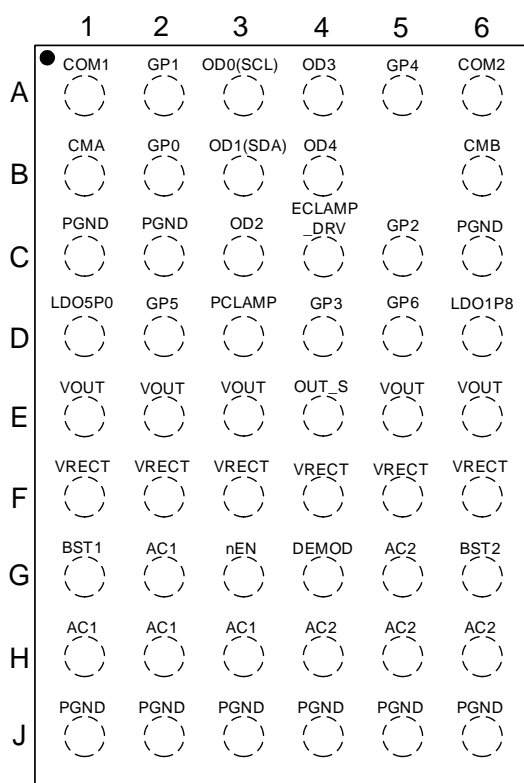 1 2 3 4 5 6
COM1 GP1 OD0(SCL) OD3 GP4 COM2
A
CMA GP0 OD1(SDA) OD4 CMB
B
ECLAMP
PGND PGND OD2 _DRV GP2 PGND
C
LDO5P0 GP5 PCLAMP GP3 GP6 LDO1P8
D
VOUT VOUT VOUT OUT_S VOUT VOUT
E
VRECT VRECT VRECT VRECT VRECT VRECT
F
BST1 AC1 nEN DEMOD AC2 BST2
G
AC1 AC1 AC1 AC2 AC2 AC2
H
PGND PGND PGND PGND PGND PGND
J